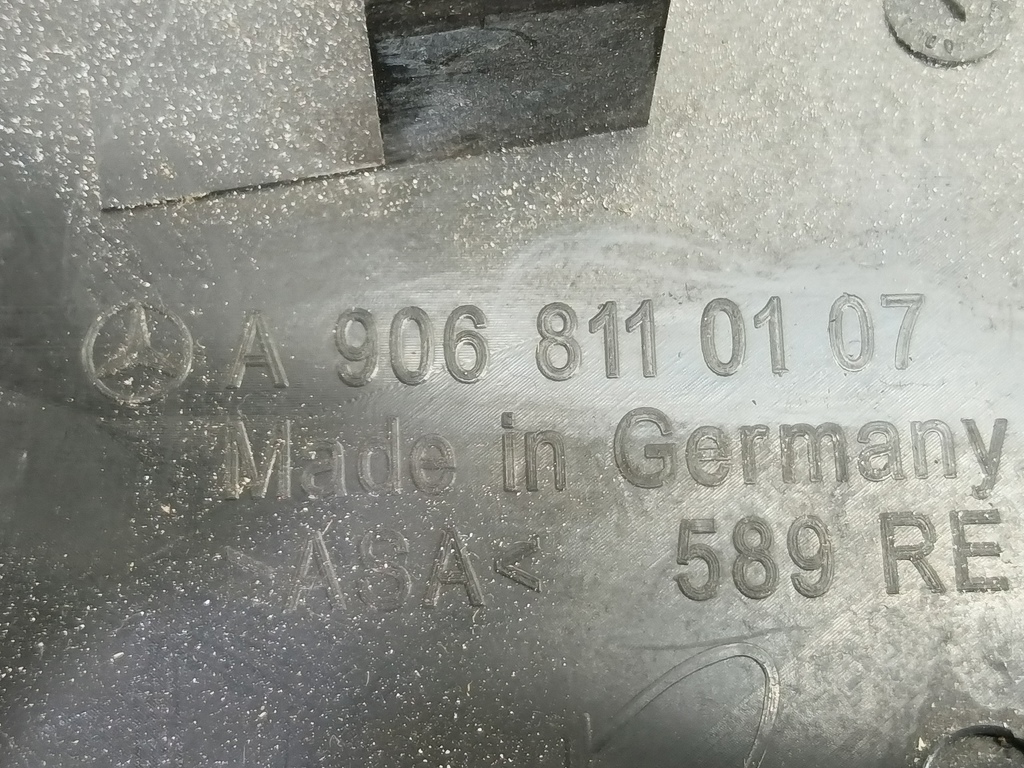 A 906 811 01 07
Made in Germany
>ASA< 589 RE